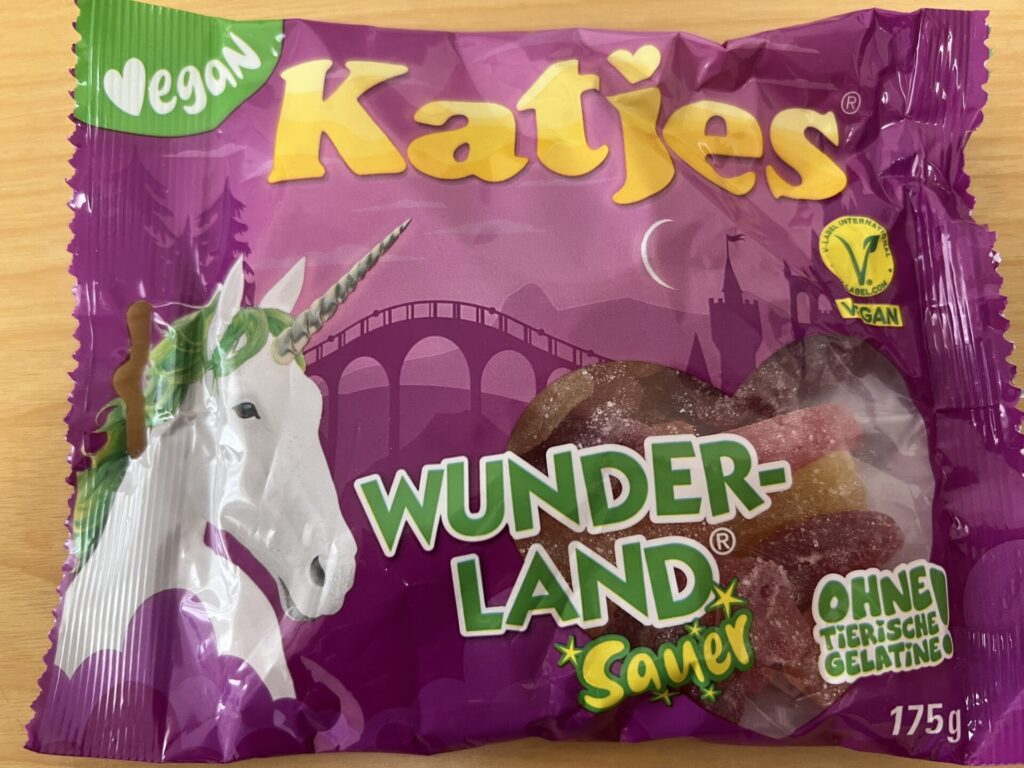 Vegan
Katjes®
V-LABEL INTERNATIONAL
V-LABEL.COM
VEGAN
WUNDER-
LAND®
Sauer
OHNE
TIERISCHE
GELATINE!
175g